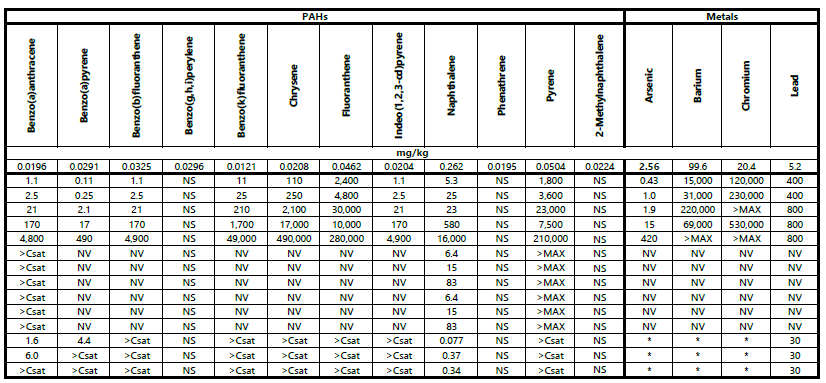 PAHs Metals
Benzo(a)anthracene Benzo(a)pyrene Benzo(b)fluoranthene Benzo(g,h,i)perylene Benzo(k)fluoranthene Chrysene Fluoranthene Indeo(1,2,3-cd)pyrene Naphthalene Phenathrene Pyrene 2-Methylnaphthalene Arsenic Barium Chromium Lead
mg/kg
0.0196 0.0291 0.0325 0.0296 0.0121 0.0208 0.0462 0.0204 0.262 0.0195 0.0504 0.0224 2.56 99.6 20.4 5.2
1.1 0.11 1.1 NS 11 110 2,400 1.1 5.3 NS 1,800 NS 0.43 15,000 120,000 400
2.5 0.25 2.5 NS 25 250 4,800 2.5 25 NS 3,600 NS 1.0 31,000 230,000 400
21 2.1 21 NS 210 2,100 30,000 21 23 NS 23,000 NS 1.9 220,000 >MAX 800
170 17 170 NS 1,700 17,000 10,000 170 580 NS 7,500 NS 15 69,000 530,000 800
4,800 490 4,900 NS 49,000 490,000 280,000 4,900 16,000 NS 210,000 NS 420 >MAX >MAX 800
>Csat NV NV NS NV NV NV NV 6.4 NS >MAX NS NV NV NV NV
>Csat NV NV NS NV NV NV NV 15 NS >MAX NS NV NV NV NV
>Csat NV NV NS NV NV NV NV 83 NS >MAX NS NV NV NV NV
>Csat NV NV NS NV NV NV NV 6.4 NS >MAX NS NV NV NV NV
>Csat NV NV NS NV NV NV NV 15 NS >MAX NS NV NV NV NV
>Csat NV NV NS NV NV NV NV 83 NS >MAX NS NV NV NV NV
1.6 4.4 >Csat NS >Csat >Csat >Csat >Csat 0.077 NS >Csat NS * * * 30
6.0 >Csat >Csat NS >Csat >Csat >Csat >Csat 0.37 NS >Csat NS * * * 30
>Csat >Csat >Csat NS >Csat >Csat >Csat >Csat 0.34 NS >Csat NS * * * 30